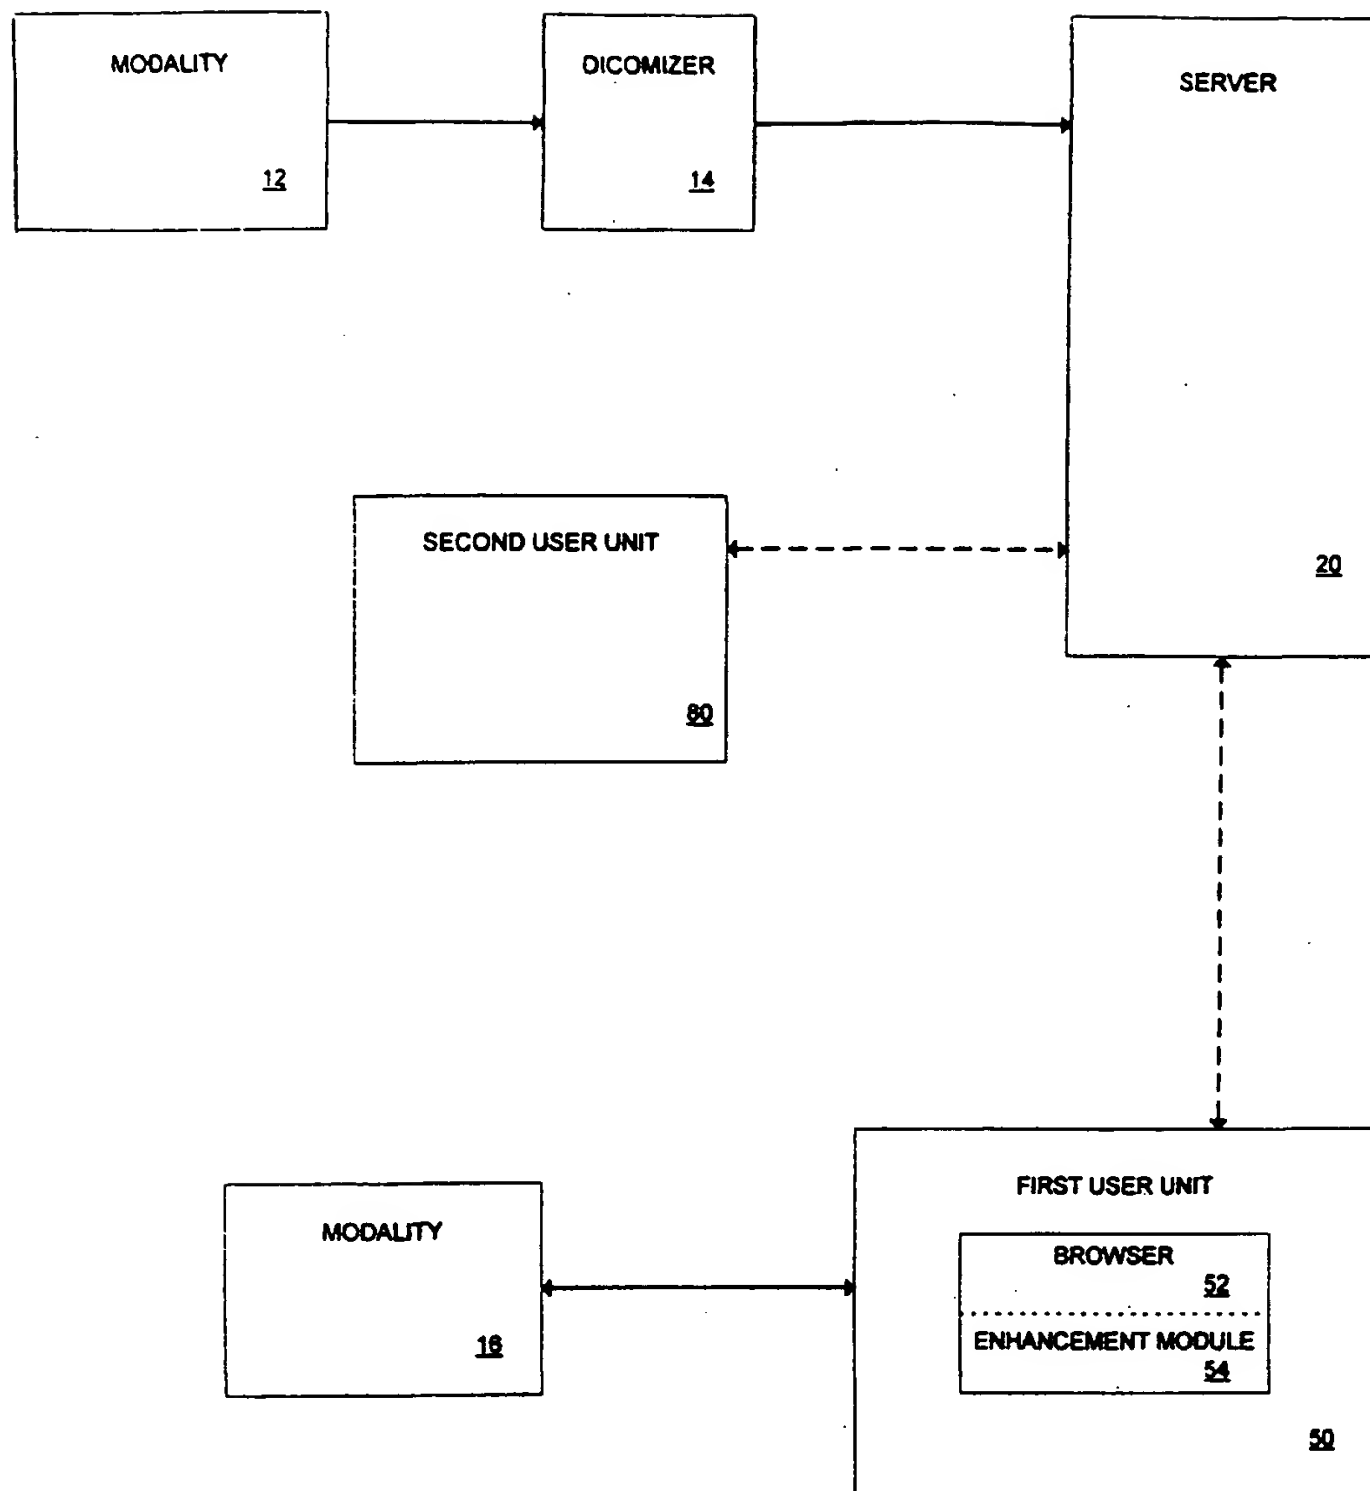 MODALITY
12
DICOMIZER
14
SERVER
20
SECOND USER UNIT
80
FIRST USER UNIT
BROWSER
52
ENHANCEMENT MODULE
54
50
MODALITY
16